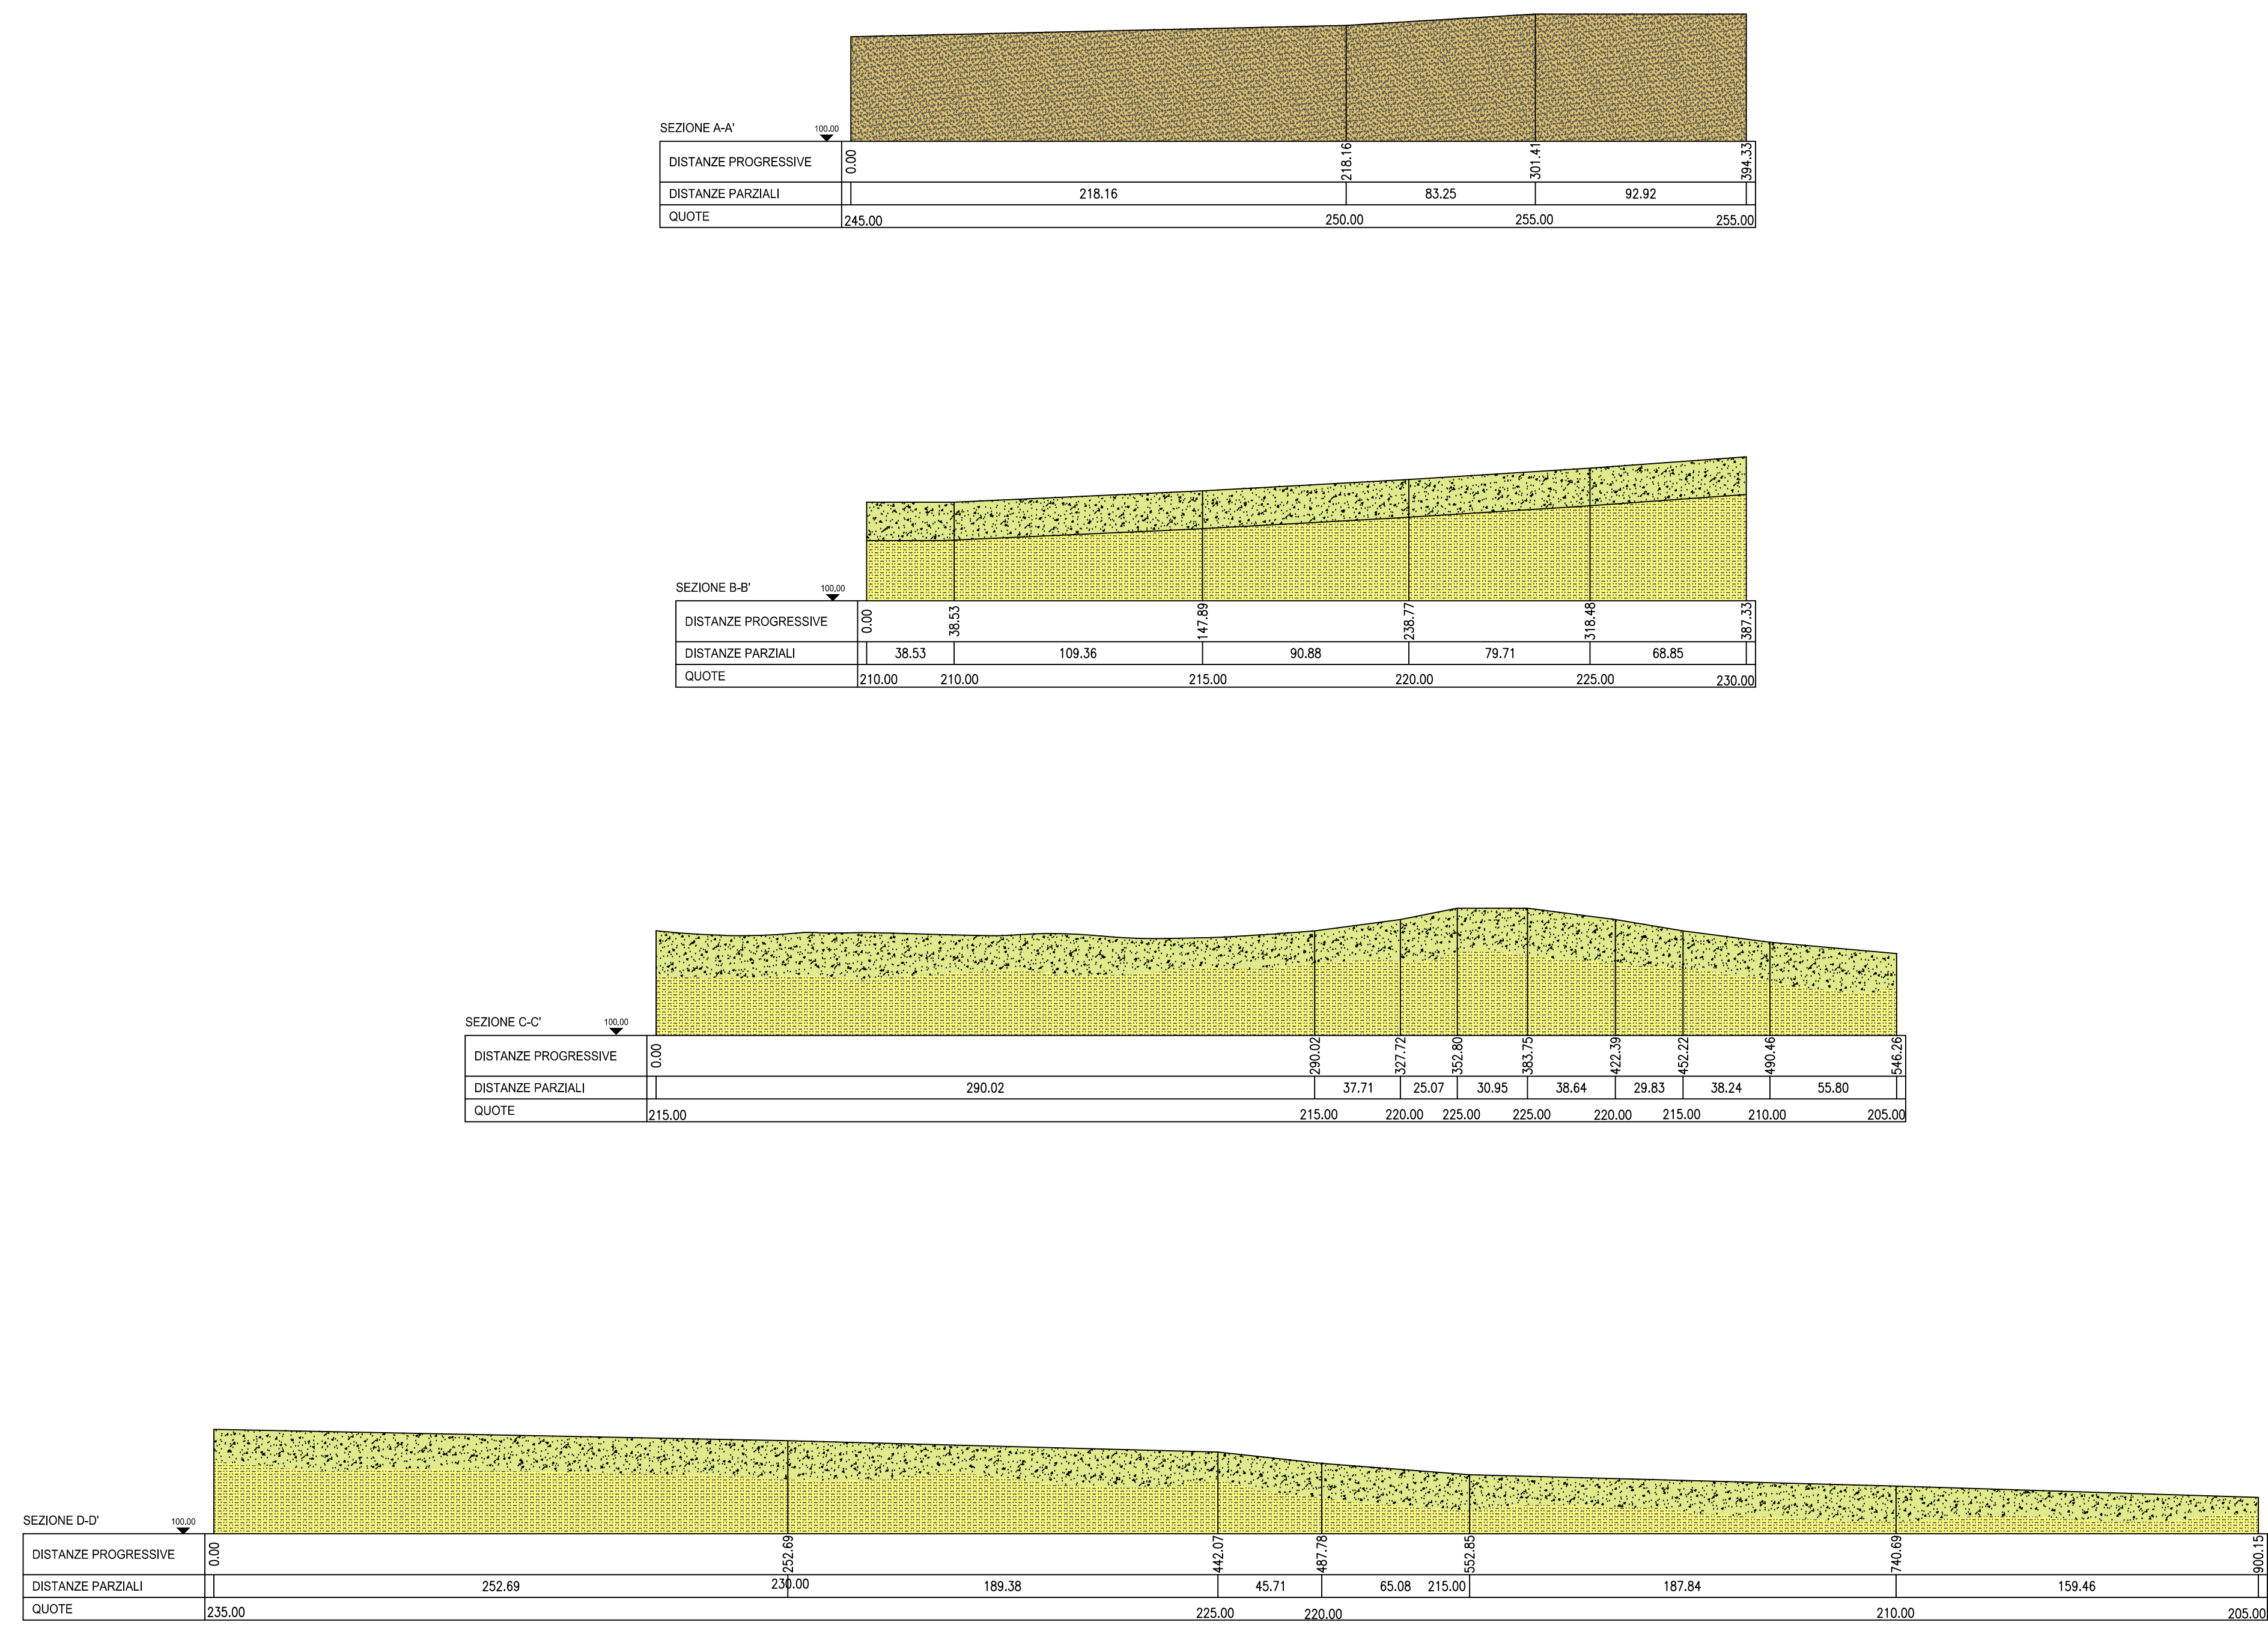 SEZIONE A-A'
100.00
DISTANZE PROGRESSIVE 0.00 218.16 301.41 394.33
DISTANZE PARZIALI 218.16 83.25 92.92
QUOTE 245.00 250.00 255.00 255.00
SEZIONE B-B'
100.00
DISTANZE PROGRESSIVE 0.00 38.53 147.89 238.77 318.48 387.33
DISTANZE PARZIALI 38.53 109.36 90.88 79.71 68.85
QUOTE 210.00 210.00 215.00 220.00 225.00 230.00
SEZIONE C-C'
100.00
DISTANZE PROGRESSIVE 0.00 290.02 327.72 352.80 383.75 422.39 452.22 490.46 546.26
DISTANZE PARZIALI 290.02 37.71 25.07 30.95 38.64 29.83 38.24 55.80
QUOTE 215.00 215.00 220.00 225.00 225.00 220.00 215.00 210.00 205.00
SEZIONE D-D'
100.00
DISTANZE PROGRESSIVE 0.00 252.69 442.07 487.78 552.85 740.69 900.15
DISTANZE PARZIALI 252.69 230.00 189.38 45.71 65.08 215.00 187.84 159.46
QUOTE 235.00 225.00 220.00 210.00 205.00